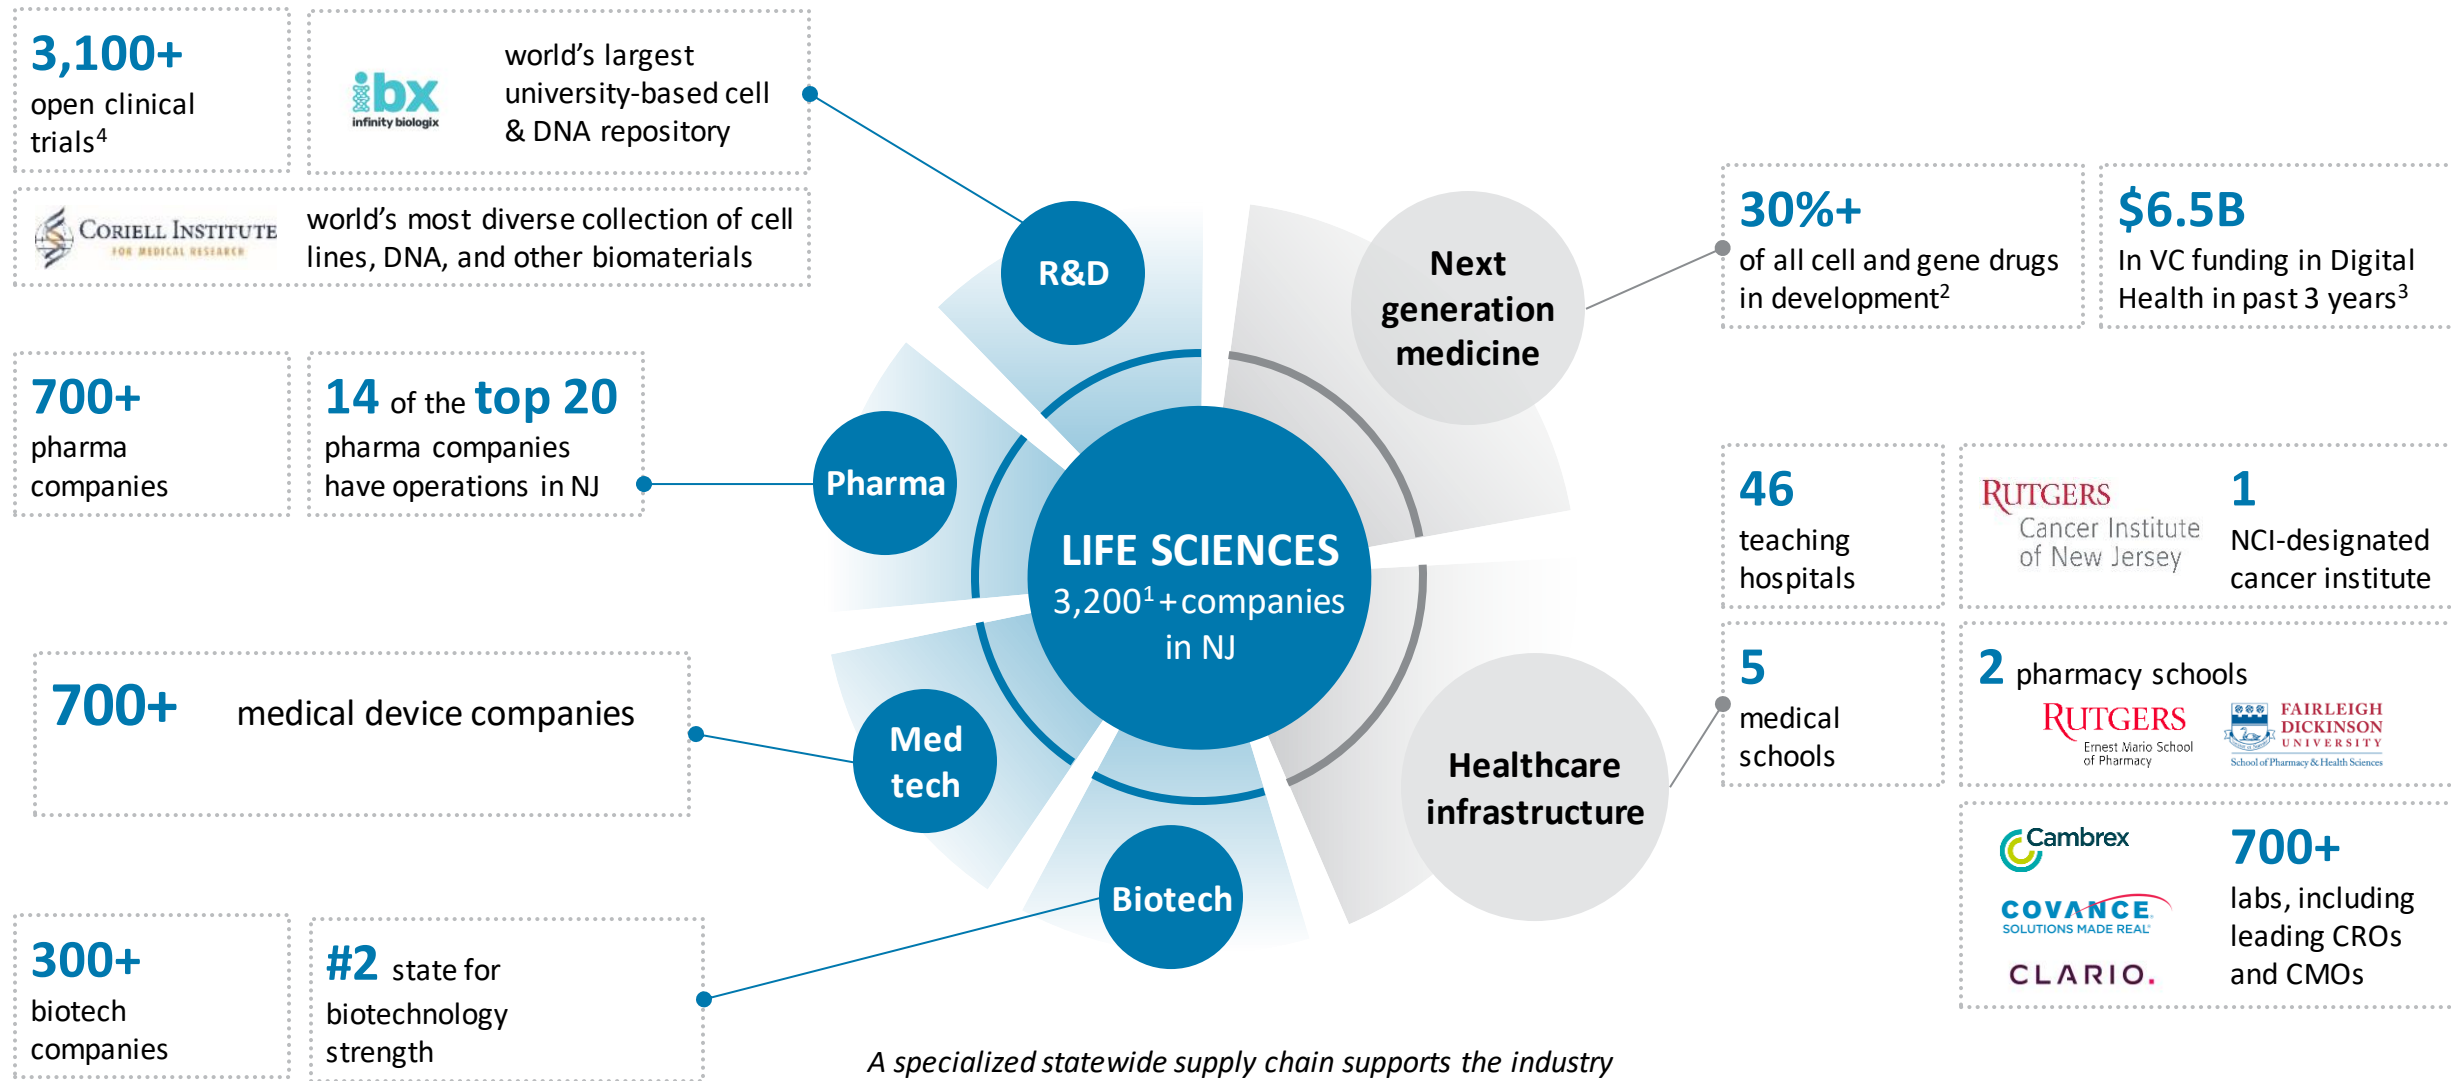 3,100+
open clinical
trials4
ibx
infinity biologix
world’s largest
university-based cell
& DNA repository
CORIELL INSTITUTE
FOR MEDICAL RESEARCH
world’s most diverse collection of cell
lines, DNA, and other biomaterials
R&D
700+
pharma
companies
14 of the top 20
pharma companies
have operations in NJ
Pharma
700+
medical device companies
Med
tech
300+
biotech
companies
#2 state for
biotechnology
strength
Biotech
LIFE SCIENCES
3,2001+companies
in NJ
Next
generation
medicine
30%+
of all cell and gene drugs
in development2
$6.5B
In VC funding in Digital
Health in past 3 years3
Healthcare
infrastructure
46
teaching
hospitals
RUTGERS
Cancer Institute
of New Jersey
1
NCI-designated
cancer institute
5
medical
schools
2 pharmacy schools
RUTGERS
Ernest Mario School
of Pharmacy
FAIRLEIGH
DICKINSON
UNIVERSITY
School of Pharmacy & Health Sciences
Cambrex
COVANCE
SOLUTIONS MADE REAL®
CLARIO.
700+
labs, including
leading CROs
and CMOs
A specialized statewide supply chain supports the industry